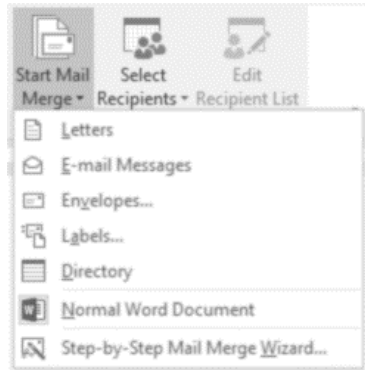 Start Mail Select Edit
Merge Recipients Recipient List
Letters
E-mail Messages
Envelopes...
Labels...
Directory
Normal Word Document
Step-by-Step Mail Merge Wizard...